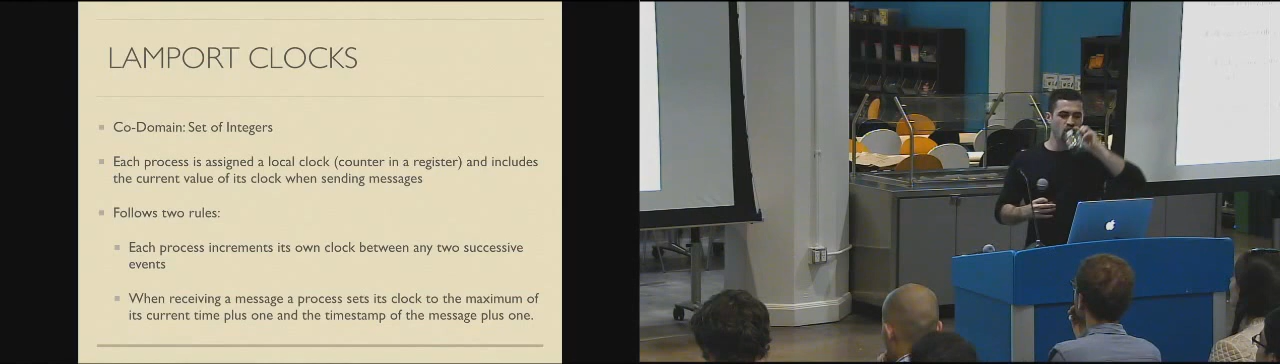 LAMPORT CLOCKS
Co-Domain: Set of Integers
Each process is assigned a local clock (counter in a register) and includes
the current value of its clock when sending messages
Follows two rules:
Each process increments its own clock between any two successive
events
When receiving a message a process sets its clock to the maximum of
its current time plus one and the timestamp of the message plus one.